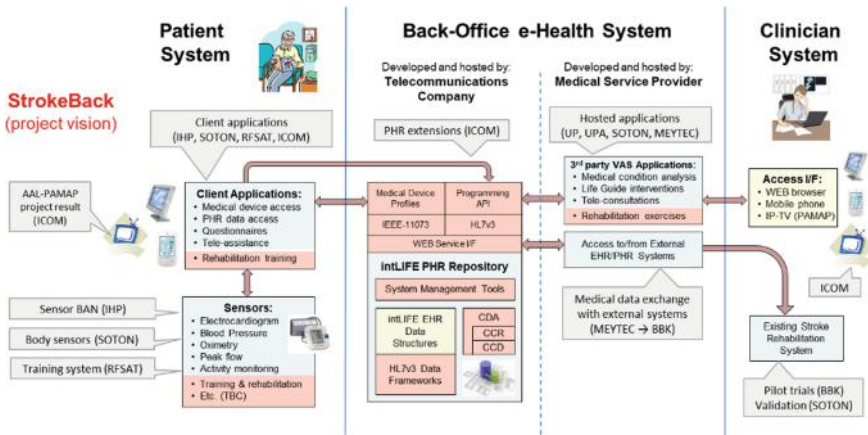 Patient
System
Back-Office e-Health System
Clinician
System
Developed and hosted by:
Telecommunications
Company
Developed and hosted by:
Medical Service Provider
StrokeBack
(project vision)
Client applications
(IHP, SOTON, RFSAT, ICOM)
PHR extensions (ICOM)
Hosted applications
(UP, UPA, SOTON, MEYTEC)
AAL-PAMAP
project result
(ICOM)
Client Applications:
• Medical device access
• PHR data access
• Questionnaires
• Tele-assistance
• Rehabilitation training
Medical Device
Profiles
Programming
API
IEEE-11073
HL7v3
WEB Service I/F
intLIFE PHR Repository
System Management Tools
intLIFE EHR
Data
Structures
CDA
CCR
CCD
HL7v3 Data
Frameworks
3rd party VAS Applications:
• Medical condition analysis
• Life Guide interventions
• Tele-consultations
• Rehabilitation exercises
Access to/from External
EHR/PHR Systems
Medical data exchange
with external systems
(MEYTEC → BBK)
Access I/F:
• WEB browser
• Mobile phone
• IP-TV (PAMAP)
ICOM
Existing Stroke
Rehabilitation
System
Pilot trials (BBK)
Validation (SOTON)
Sensor BAN (IHP)
Body sensors (SOTON)
Training system (RFSAT)
Sensors:
• Electrocardiogram
• Blood Pressure
• Oximetry
• Peak flow
• Activity monitoring
• Training & rehabilitation
• Etc. (TBC)